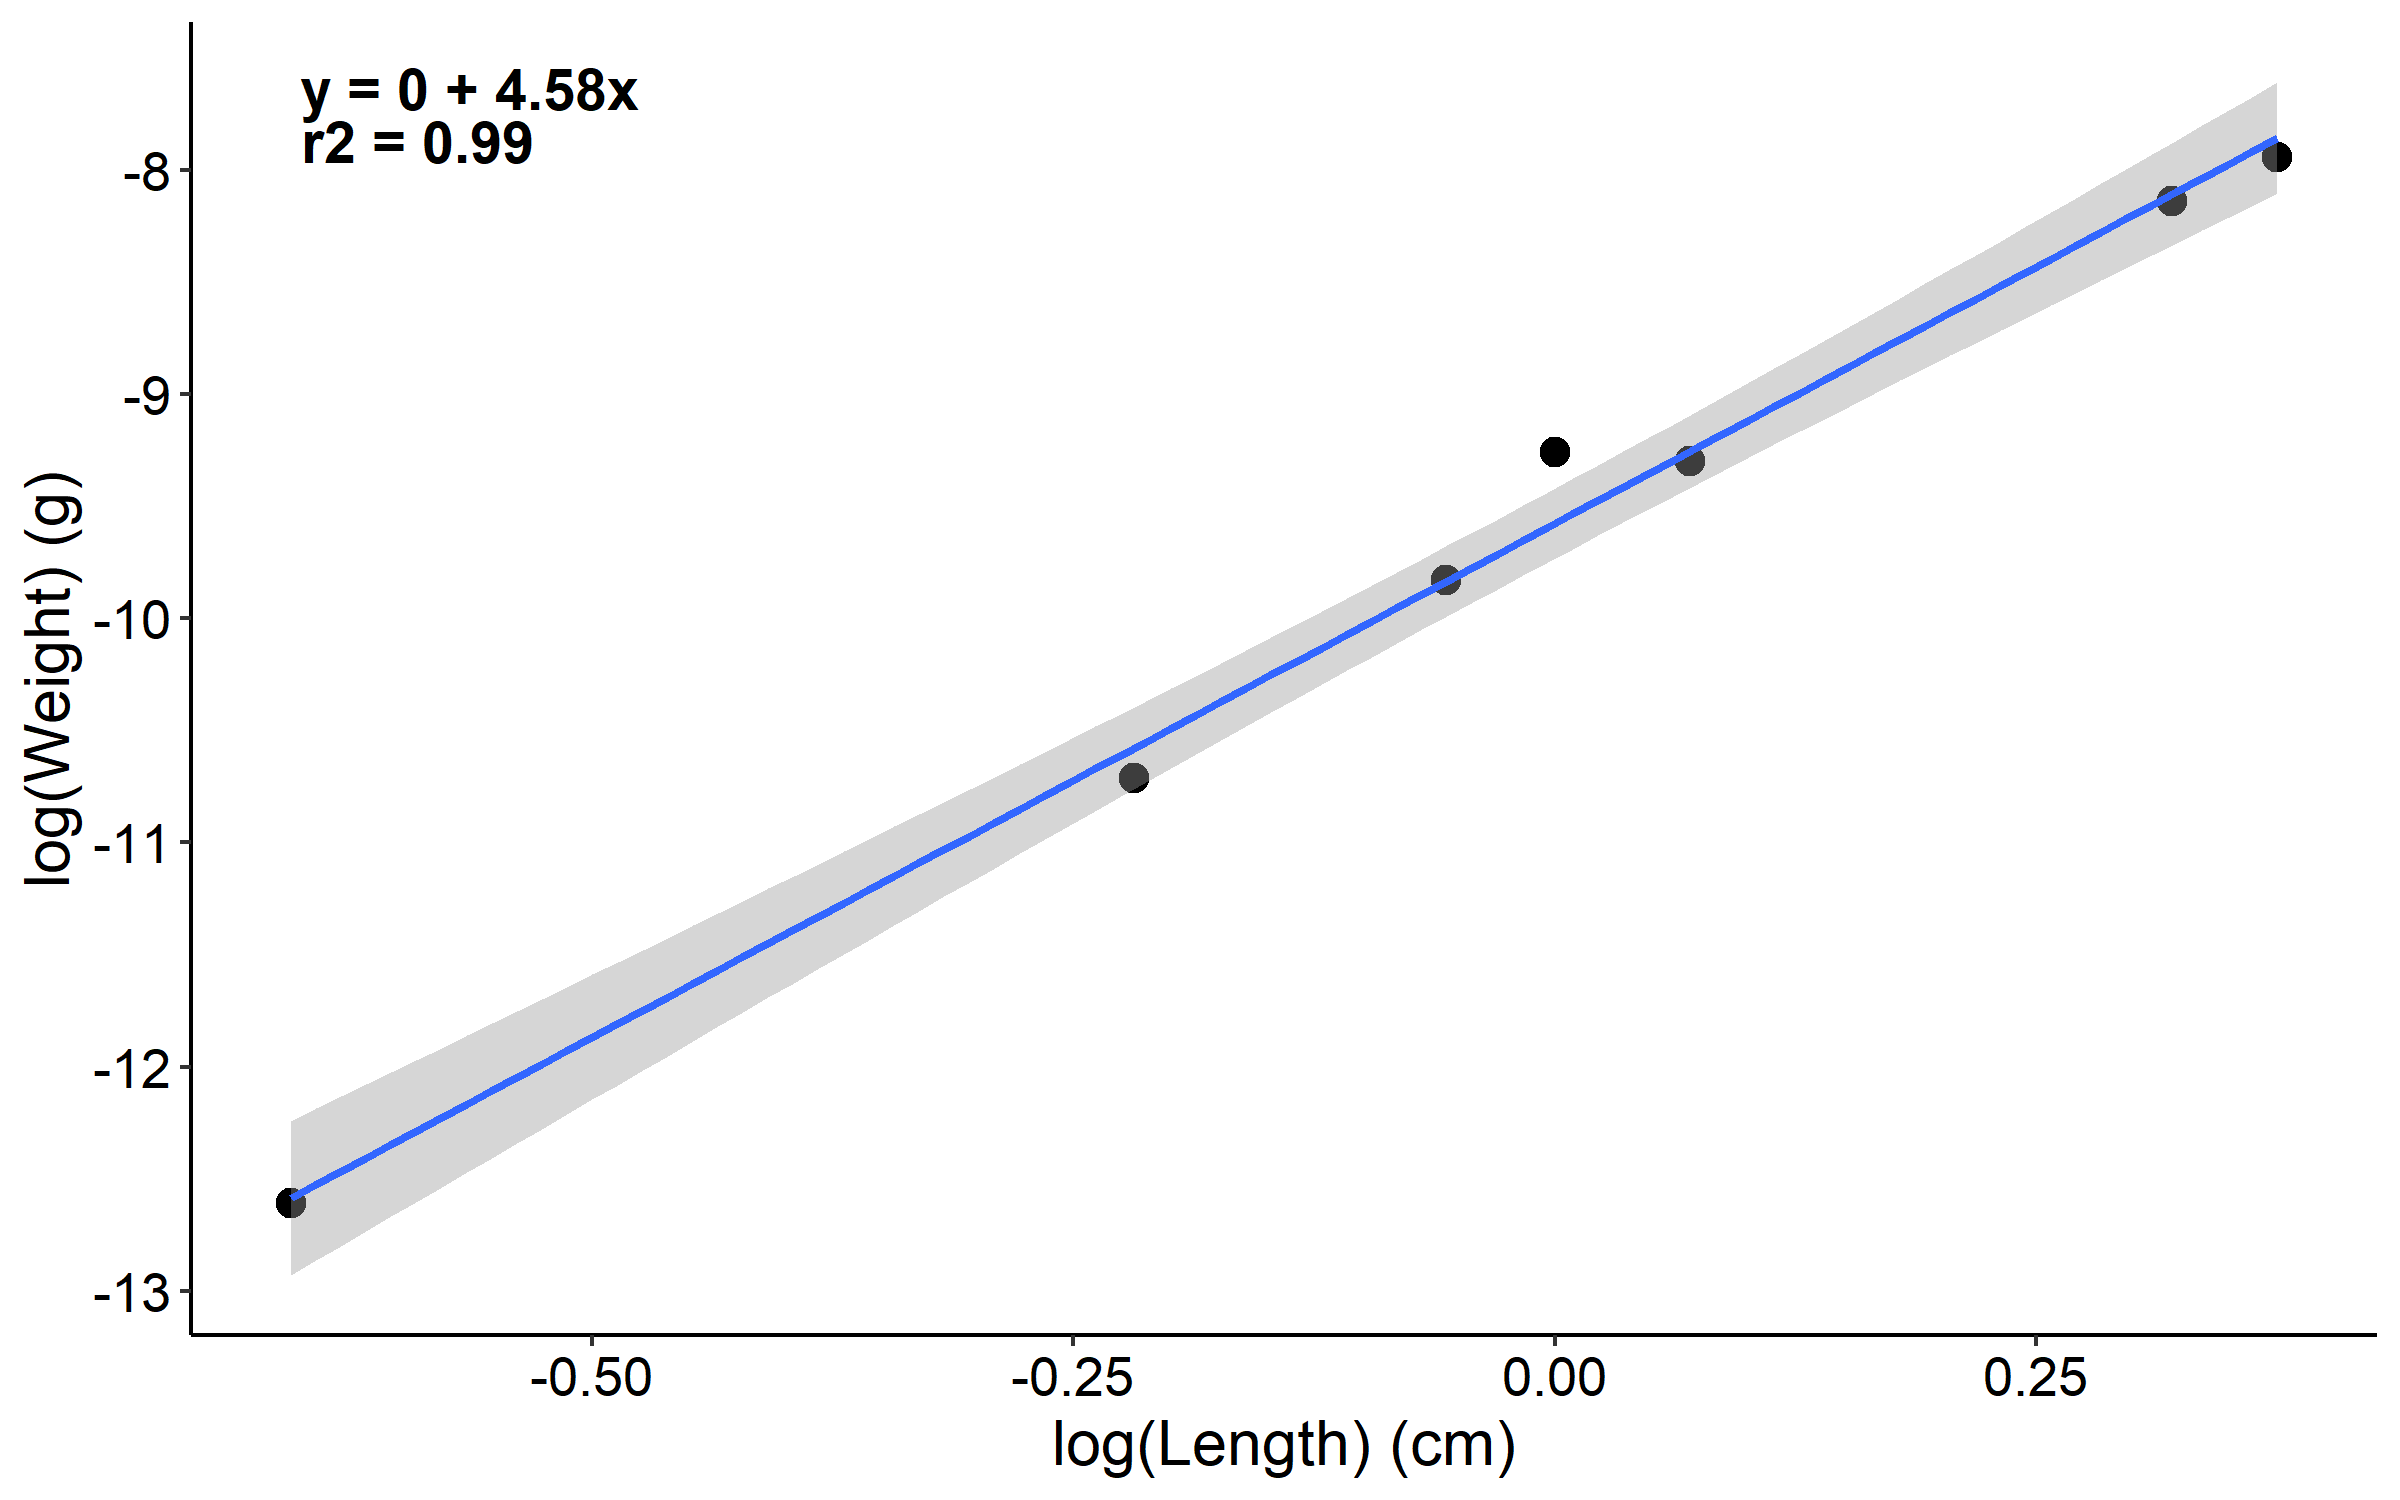 y = 0 + 4.58x
r2 = 0.99
-8
-9
-10
-11
-12
-13
log(Weight) (g)
-0.50
-0.25
0.00
0.25
log(Length) (cm)